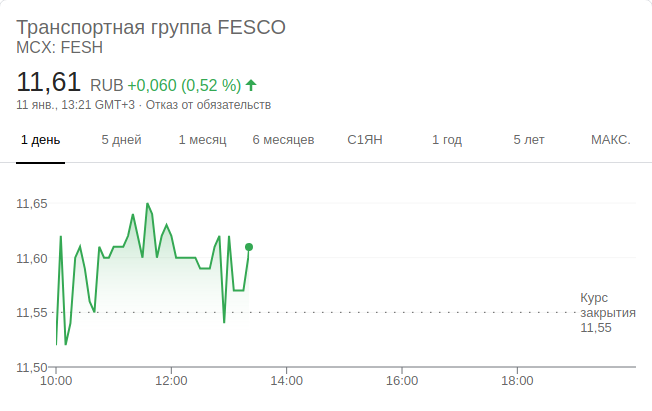 Транспортная группа FESCO
MCX: FESH
11,61 RUB +0,060 (0,52 %)
11 янв., 13:21 GMT+3 · Отказ от обязательств
1 день 5 дней 1 месяц 6 месяцев С1ЯН 1 год 5 лет МАКС.
11,65
11,60
11,55
11,50
Курс
закрытия
11,55
10:00 12:00 14:00 16:00 18:00